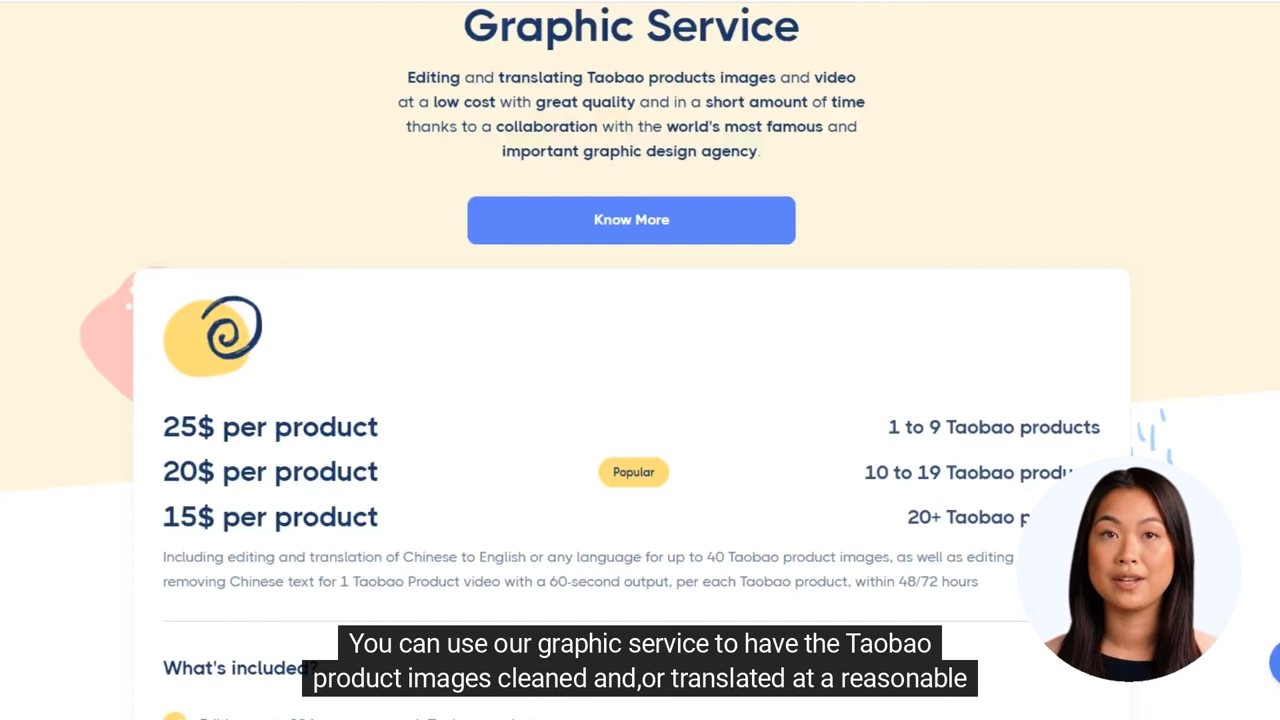 Graphic Service
Editing and translating Taobao products images and video
at a low cost with great quality and in a short amount of time
thanks to a collaboration with the world's most famous and
important graphic design agency.
Know More
25$ per product
1 to 9 Taobao products
20$ per product
Popular
10 to 19 Taobao
15$ per product
20+ Taobao
Including editing and translation of Chinese to English or any language for up to 40 Taobao product images, as well as editing
removing Chinese text for 1 Taobao Product video with a 60-second output, per each Taobao product, within 48/72 hours
What's included?
You can use our graphic service to have the Taobao
product images cleaned and,or translated at a reasonable